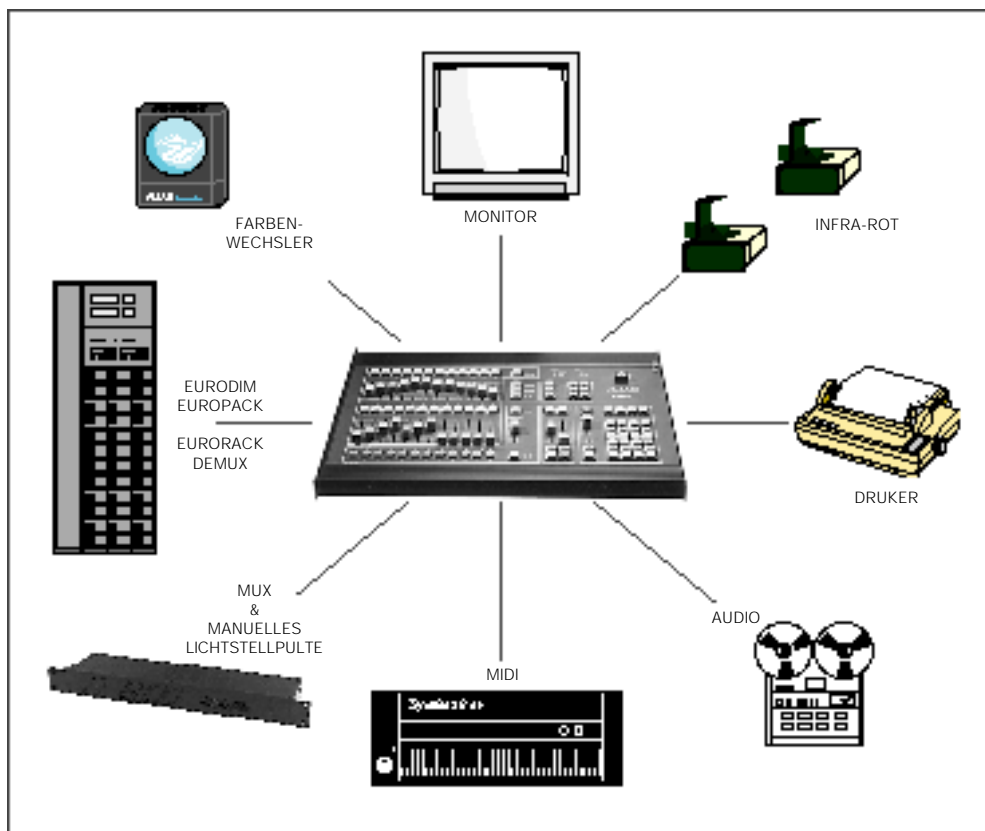 MONITOR
FARBEN-
WECHSLER
INFRA-ROT
EURODIM
EUROPACK
EURORACK
DEMUX
DRUKER
MUX
&
MANUELLES
LICHTSTELLPULTE
AUDIO
MIDI